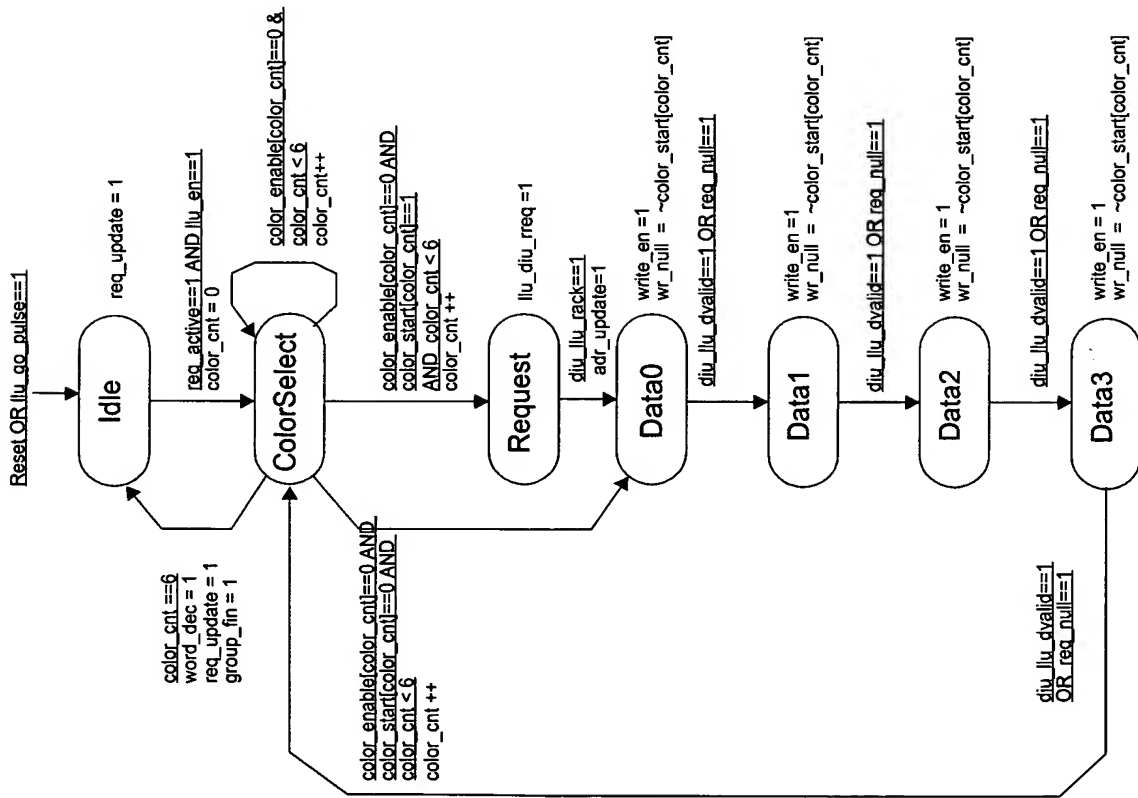 Reset OR llu_go_pulse==1
Idle
req_update = 1
req_active==1 AND llu_en==1
color_cnt = 0
color_cnt ==6
word_dec = 1
req_update = 1
group_fin = 1
ColorSelect
color_enable[color_cnt]==0 &
color_cnt < 6
color_cnt++
color_enable[color_cnt]==0 AND
color_start[color_cnt]==1
AND color_cnt < 6
color_cnt ++
color_enable[color_cnt]==0 AND
color_start[color_cnt]==0 AND
color_cnt < 6
color_cnt ++
Request
llu_diu_rreq =1
diu_llu_rack==1
adr_update=1
Data0
write_en =1
wr_null = ~color_start[color_cnt]
diu_llu_dvalid==1 OR req_null==1
Data1
write_en =1
wr_null = ~color_start[color_cnt]
diu_llu_dvalid==1 OR req_null==1
Data2
write_en =1
wr_null = ~color_start[color_cnt]
diu_llu_dvalid==1 OR req_null==1
Data3
write_en =1
wr_null = ~color_start[color_cnt]
diu_llu_dvalid==1
OR req_null==1